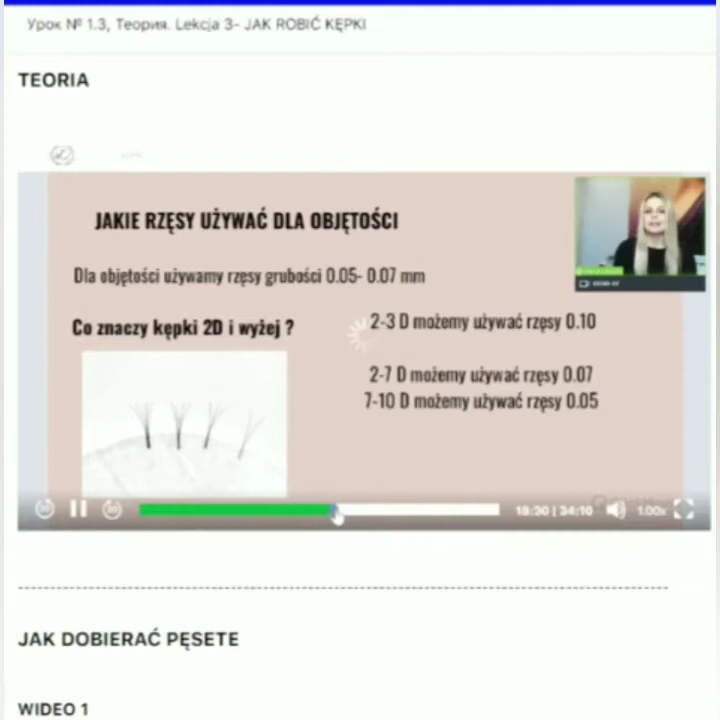 Урок № 1.3, Теория. Lekcja 3- JAK ROBIĆ KĘPKI
TEORIA
JAKIE RZĘSY UŻYWAĆ DLA OBJĘTOŚCI
Dla objętości używamy rzęsy grubości 0.05- 0.07 mm
Co znaczy kępki 2D i wyżej ?
2-3 D możemy używać rzęsy 0.10
2-7 D możemy używać rzęsy 0.07
7-10 D możemy używać rzęsy 0.05
18:30 | 34:10 1.00x
JAK DOBIERAĆ PĘSETE
WIDEO 1